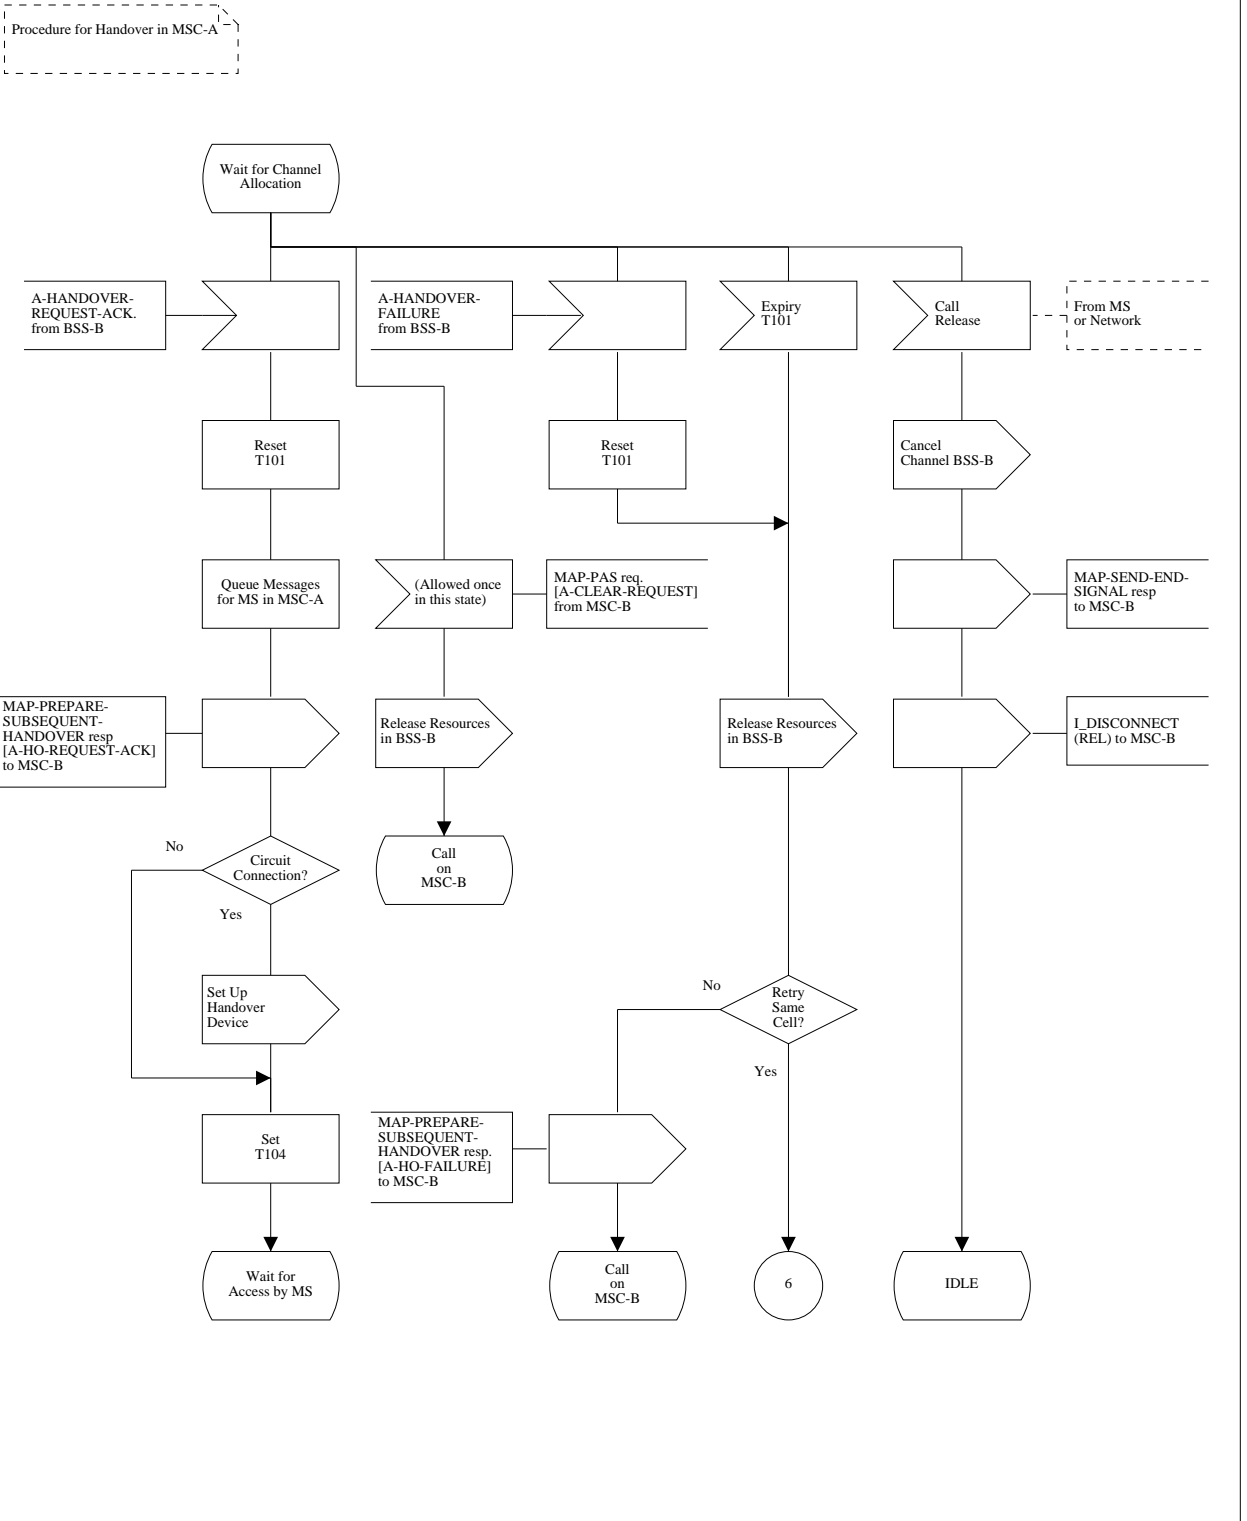 Procedure for Handover in MSC-A
Wait for Channel
Allocation
A-HANDOVER-
REQUEST-ACK.
from BSS-B
A-HANDOVER-
FAILURE
from BSS-B
Expiry
T101
Call
Release
From MS
or Network
Reset
T101
Reset
T101
Cancel
Channel BSS-B
Queue Messages
for MS in MSC-A
(Allowed once
in this state)
MAP-PAS req.
[A-CLEAR-REQUEST]
from MSC-B
MAP-SEND-END-
SIGNAL resp
to MSC-B
MAP-PREPARE-
SUBSEQUENT-
HANDOVER resp
[A-HO-REQUEST-ACK]
to MSC-B
Release Resources
in BSS-B
Release Resources
in BSS-B
I_DISCONNECT
(REL) to MSC-B
No
Circuit
Connection?
Yes
Call
on
MSC-B
Set Up
Handover
Device
No
Retry
Same
Cell?
Yes
Set
T104
MAP-PREPARE-
SUBSEQUENT-
HANDOVER resp.
[A-HO-FAILURE]
to MSC-B
Wait for
Access by MS
Call
on
MSC-B
6
IDLE